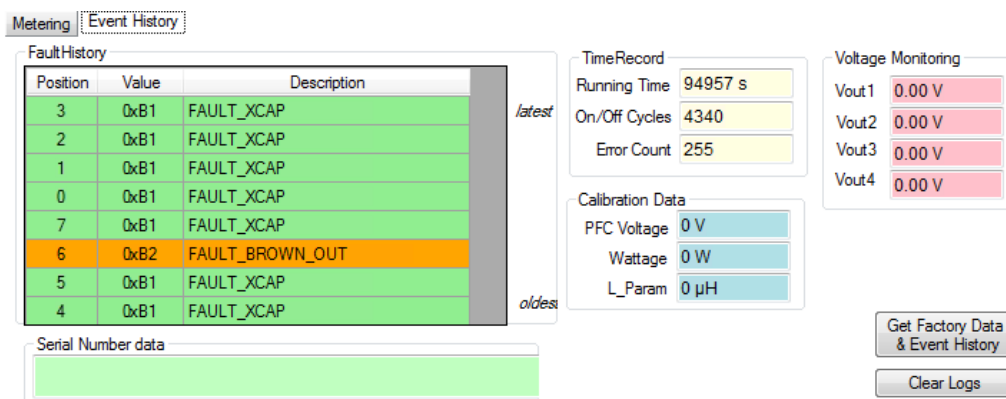 Metering Event History
FaultHistory
Position Value Description
3 0xB1 FAULT_XCAP latest
2 0xB1 FAULT_XCAP
1 0xB1 FAULT_XCAP
0 0xB1 FAULT_XCAP
7 0xB1 FAULT_XCAP
6 0xB2 FAULT_BROWN_OUT
5 0xB1 FAULT_XCAP
4 0xB1 FAULT_XCAP oldest
Serial Number data
TimeRecord
Running Time 94957 s
On/Off Cycles 4340
Error Count 255
Calibration Data
PFC Voltage 0 V
Wattage 0 W
L_Param 0 µH
Voltage Monitoring
Vout1 0.00 V
Vout2 0.00 V
Vout3 0.00 V
Vout4 0.00 V
Get Factory Data
& Event History
Clear Logs